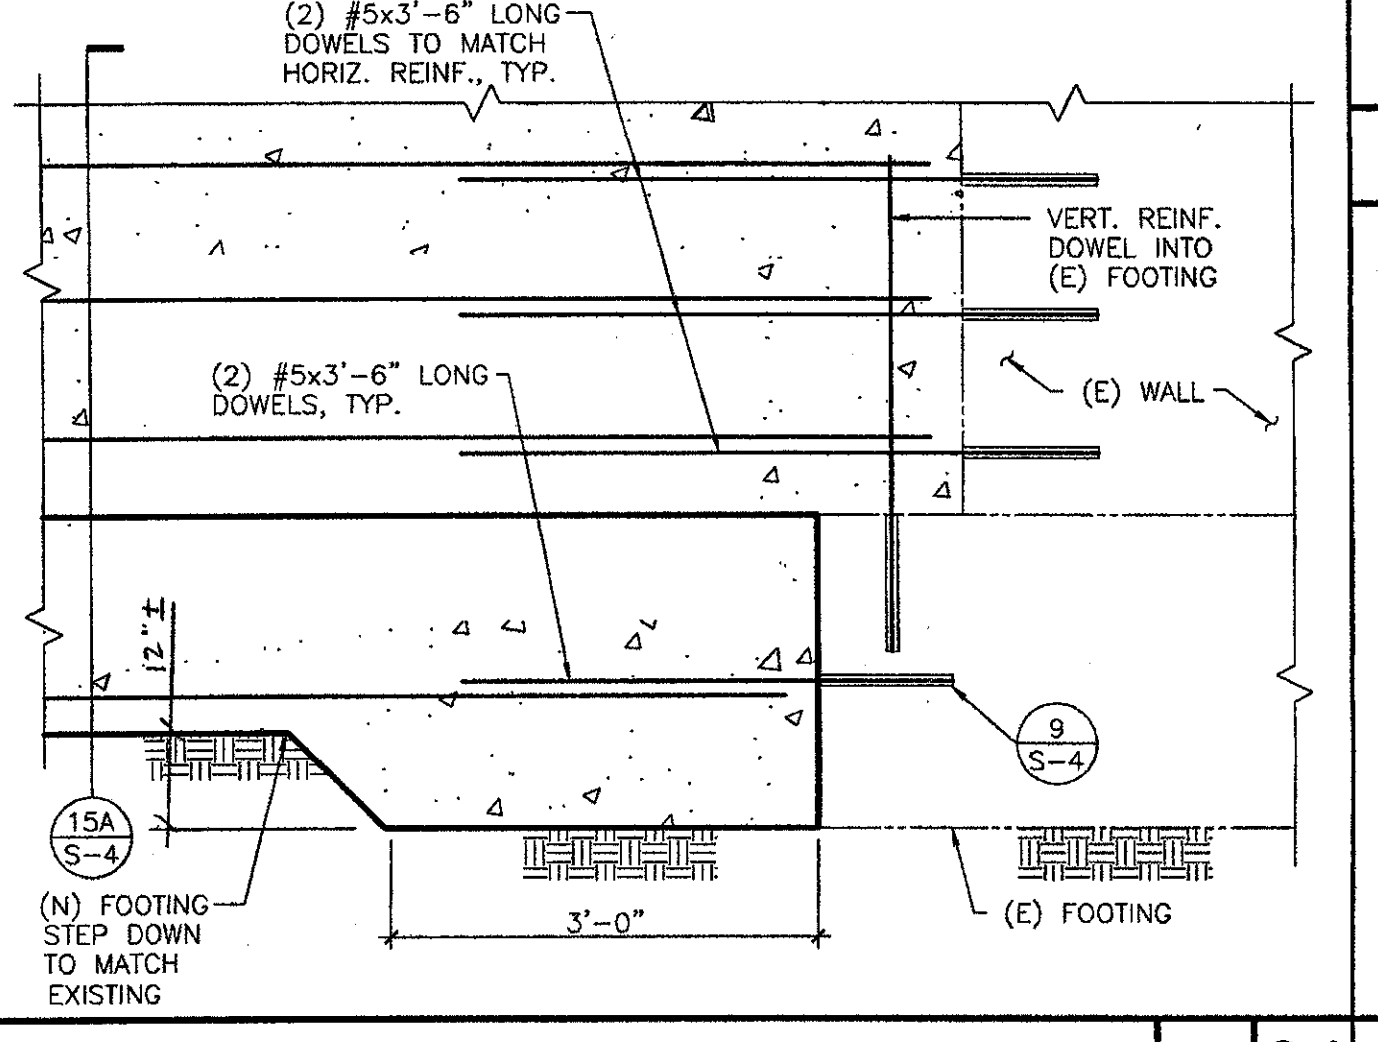 (2) #5x3'-6" LONG
DOWELS TO MATCH
HORIZ. REINF., TYP.
VERT. REINF.
DOWEL INTO
(E) FOOTING
(2) #5x3'-6" LONG
DOWELS, TYP.
(E) WALL
12" ±
9
S-4
15A
S-4
(N) FOOTING
STEP DOWN
TO MATCH
EXISTING
3'-0"
(E) FOOTING